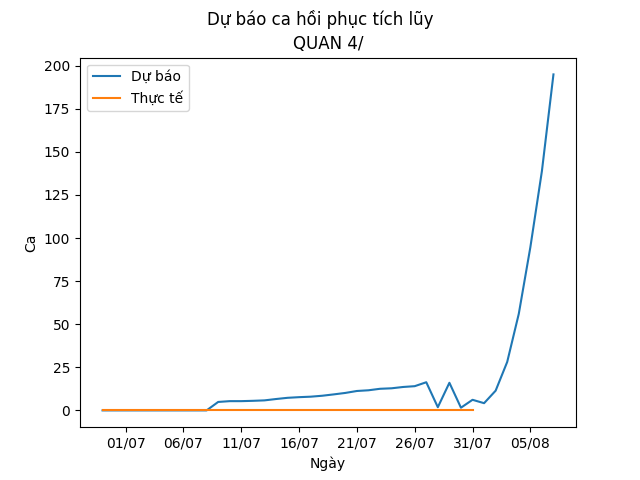 Dự báo ca hồi phục tích lũy
QUAN 4/
Dự báo
Thực tế
200
175
150
125
100
75
50
25
0
Ca
01/07 06/07 11/07 16/07 21/07 26/07 31/07 05/08
Ngày